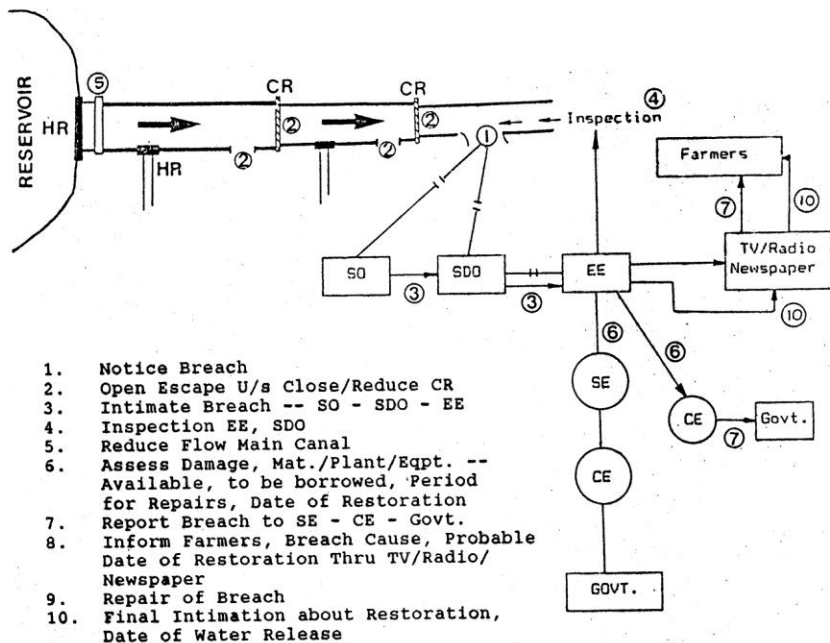 RESERVOIR
HR
⑤
CR
②
CR
②
HR
②
②
①
Inspection
④
Farmers
⑦
⑩
TV/Radio
Newspaper
SO
③
SDO
③
EE
⑩
⑥
⑥
SE
CE
⑦
Govt.
CE
GOVT.
1. Notice Breach
2. Open Escape U/s Close/Reduce CR
3. Intimate Breach -- SO - SDO - EE
4. Inspection EE, SDO
5. Reduce Flow Main Canal
6. Assess Damage, Mat./Plant/Eqpt. --
Available, to be borrowed, Period
for Repairs, Date of Restoration
7. Report Breach to SE - CE - Govt.
8. Inform Farmers, Breach Cause, Probable
Date of Restoration Thru TV/Radio/
Newspaper
9. Repair of Breach
10. Final Intimation about Restoration,
Date of Water Release